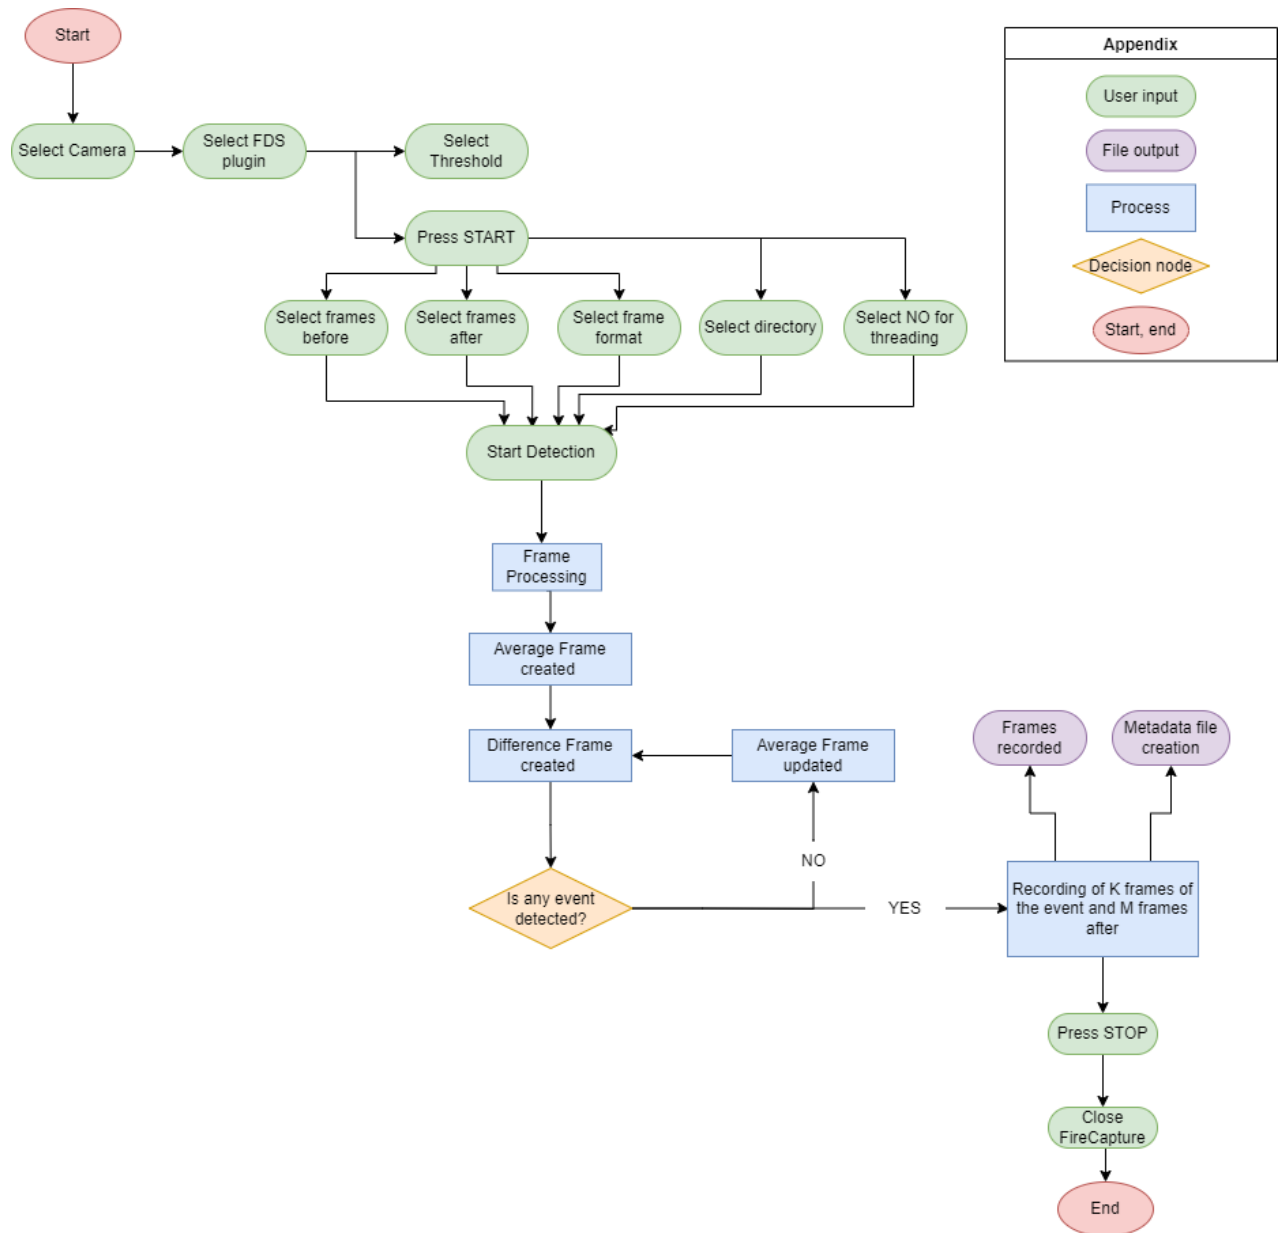 Start
Appendix
User input
Select Camera
Select FDS
plugin
Select
Threshold
File output
Process
Press START
Decision node
Select frames
before
Select frames
after
Select frame
format
Select directory
Select NO for
threading
Start, end
Start Detection
Frame
Processing
Average Frame
created
Difference Frame
created
Average Frame
updated
Frames
recorded
Metadata file
creation
NO
Is any event
detected?
YES
Recording of K frames of
the event and M frames
after
Press STOP
Close
FireCapture
End